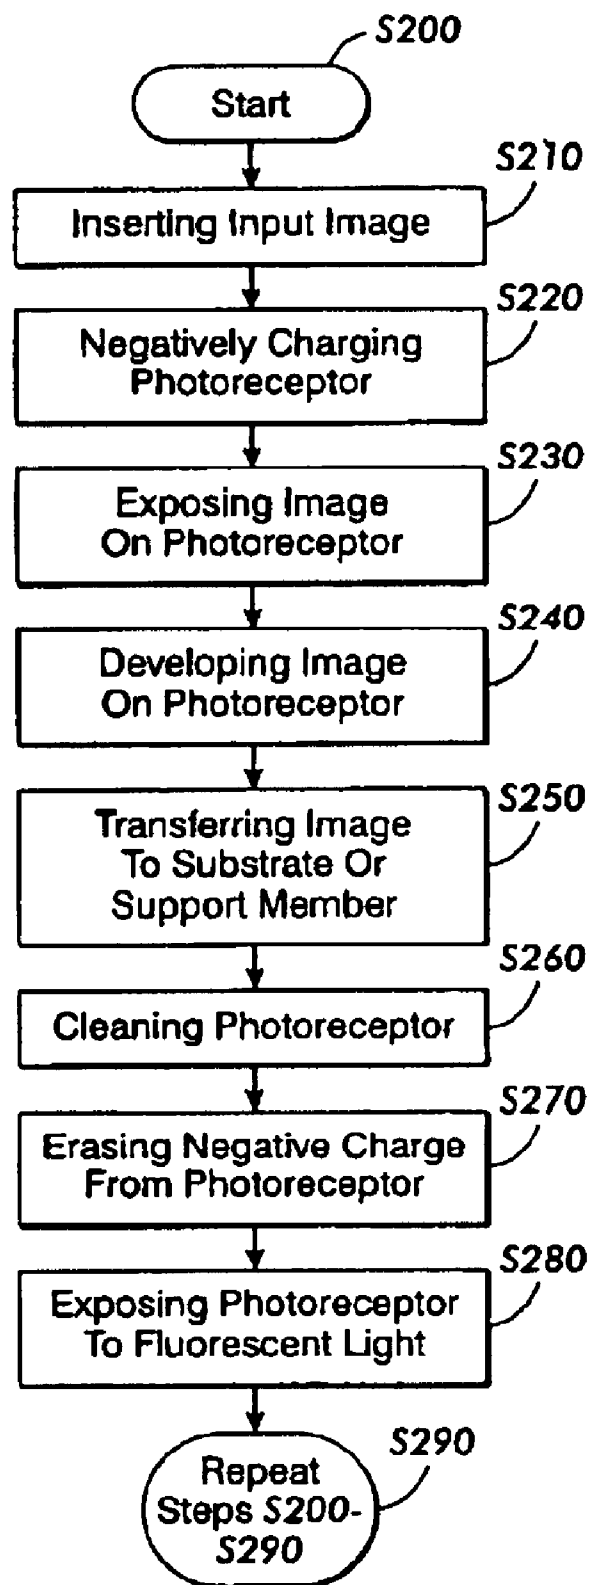 S200
Start
S210
Inserting Input Image
S220
Negatively Charging
Photoreceptor
S230
Exposing Image
On Photoreceptor
S240
Developing Image
On Photoreceptor
S250
Transferring Image
To Substrate Or
Support Member
S260
Cleaning Photoreceptor
S270
Erasing Negative Charge
From Photoreceptor
S280
Exposing Photoreceptor
To Fluorescent Light
S290
Repeat
Steps S200-
S290